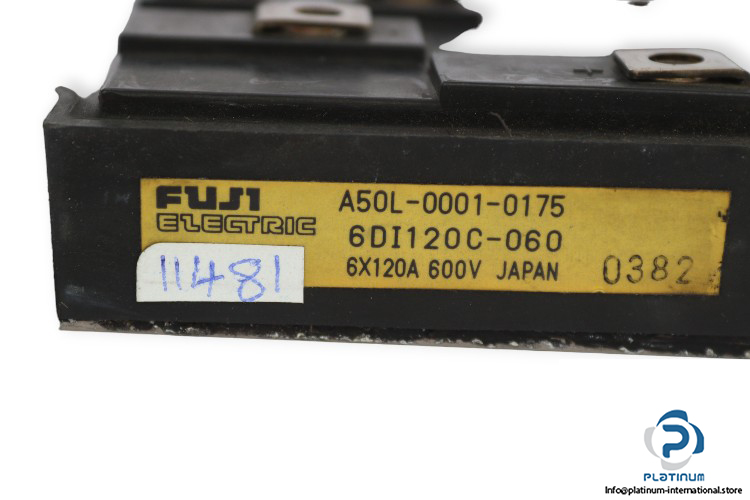 +
FUJI
ELECTRIC
A50L-0001-0175
6DI120C-060
6X120A 600V JAPAN
0382
11481
PLATINUM
Info@platinum-international.store